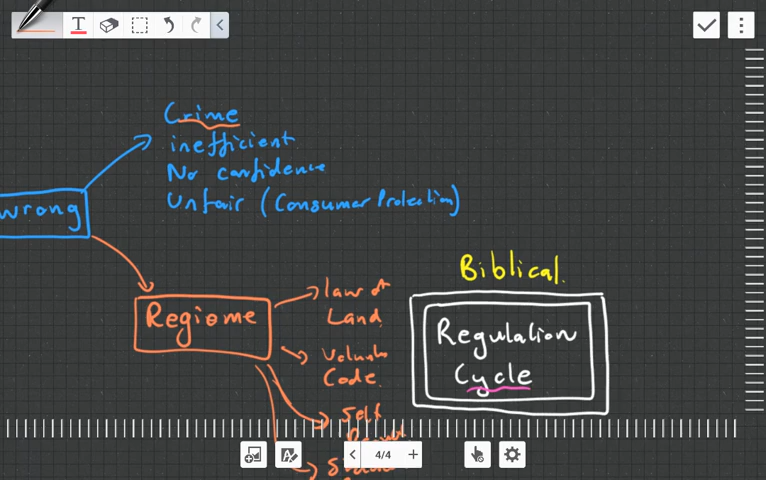 T
Crime
inefficient
No confidence
Unfair (Consumer Protection)
wrong
Biblical.
Regiome
law of
Land
Regulation
Cycle
Code.
Self
4/4